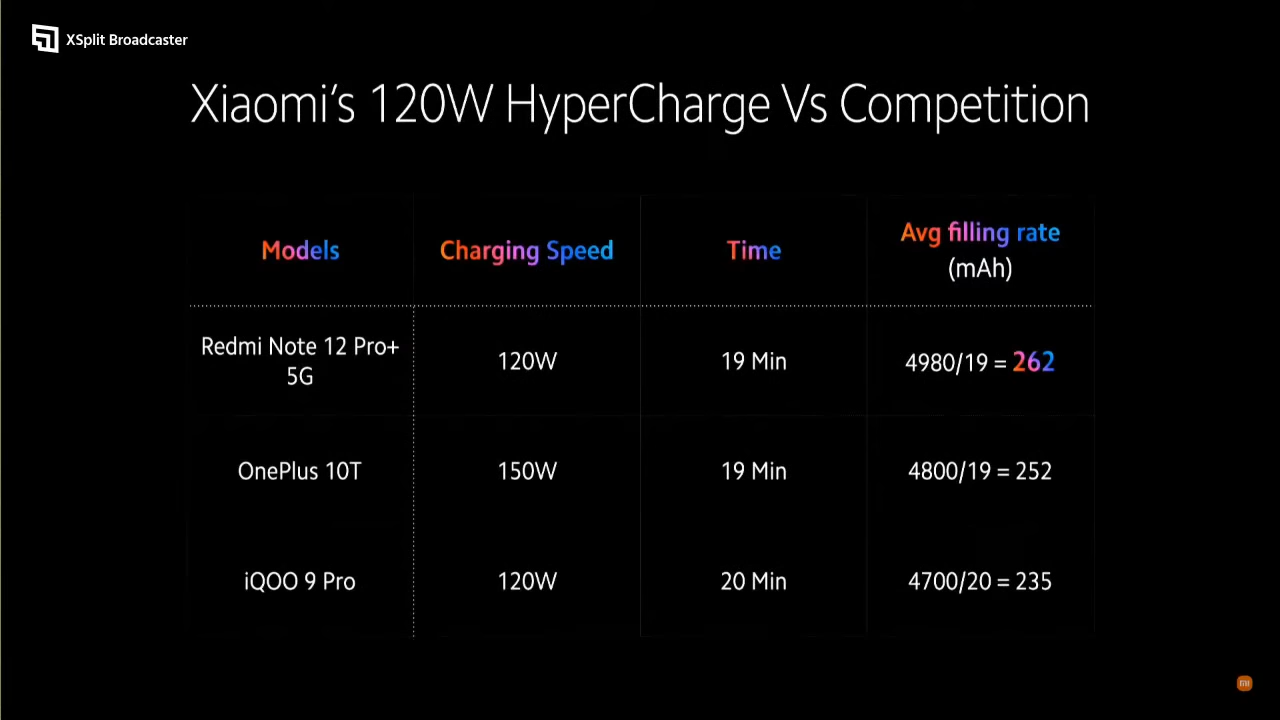 XSplit Broadcaster
Xiaomi's 120W HyperCharge Vs Competition
Models
Charging Speed
Time
Avg filling rate
(mAh)
Redmi Note 12 Pro+
5G
120W
19 Min
4980/19 = 262
OnePlus 10T
150W
19 Min
4800/19 = 252
iQOO 9 Pro
120W
20 Min
4700/20 = 235
mi